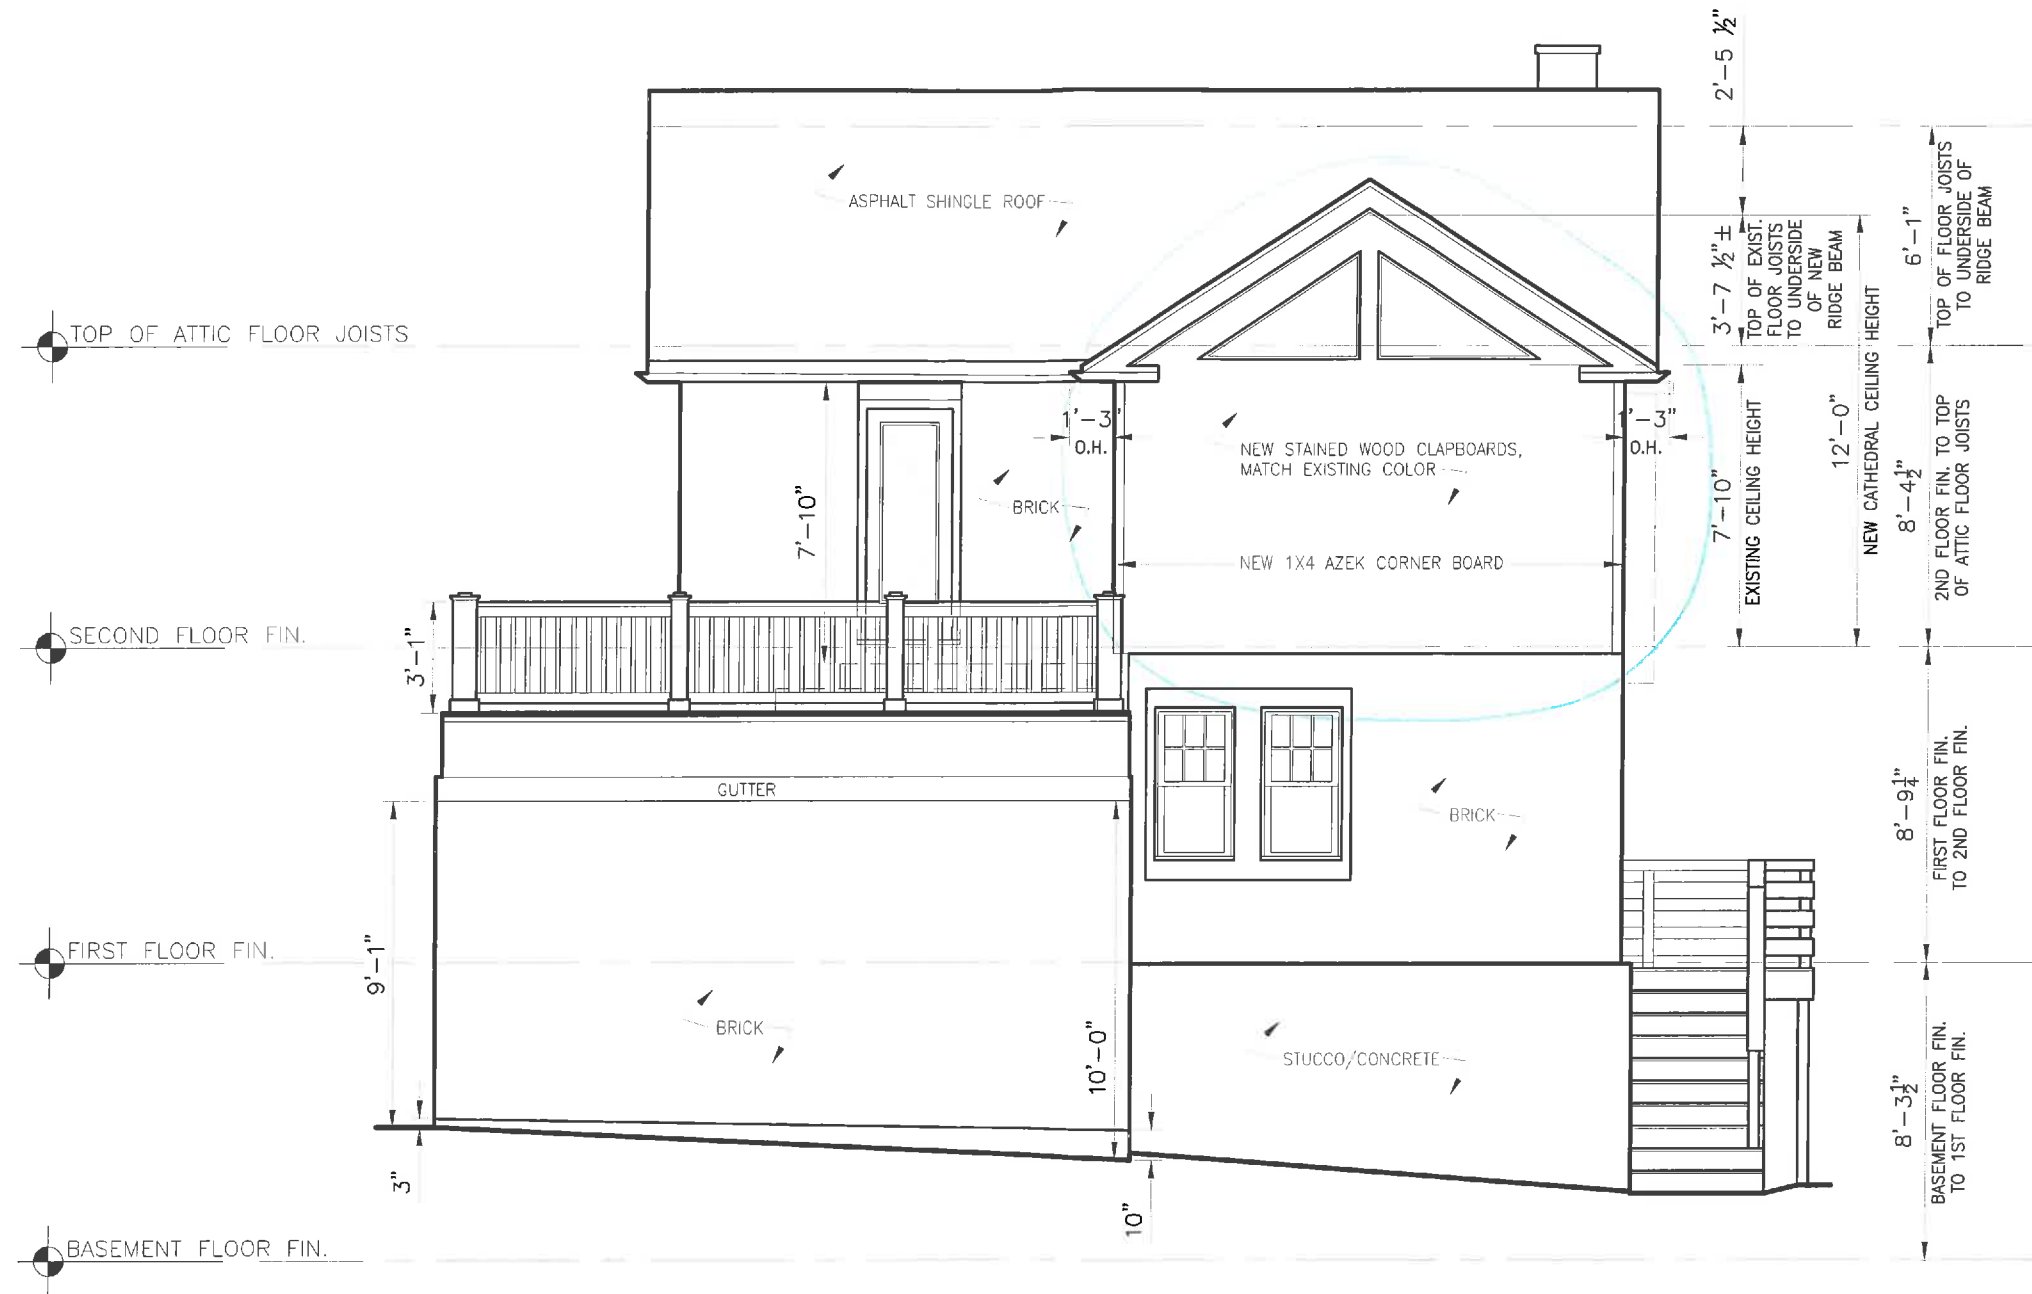 2'-5 ½"
ASPHALT SHINGLE ROOF
3'-7 ½"±
TOP OF EXIST.
FLOOR JOISTS
TO UNDERSIDE
OF NEW
RIDGE BEAM
6'-1"
TOP OF FLOOR JOISTS
TO UNDERSIDE OF
RIDGE BEAM
TOP OF ATTIC FLOOR JOISTS
1'-3"
O.H.
1'-3"
O.H.
NEW STAINED WOOD CLAPBOARDS,
MATCH EXISTING COLOR
BRICK
7'-10"
NEW 1X4 AZEK CORNER BOARD
7'-10"
EXISTING CEILING HEIGHT
12'-0"
NEW CATHEDRAL CEILING HEIGHT
8'-4½"
2ND FLOOR FIN. TO TOP
OF ATTIC FLOOR JOISTS
SECOND FLOOR FIN.
3'-1"
GUTTER
BRICK
8'-9¼"
FIRST FLOOR FIN.
TO 2ND FLOOR FIN.
FIRST FLOOR FIN.
9'-1"
BRICK
10'-0"
STUCCO/CONCRETE
8'-3½"
BASEMENT FLOOR FIN.
TO 1ST FLOOR FIN.
3"
10"
BASEMENT FLOOR FIN.